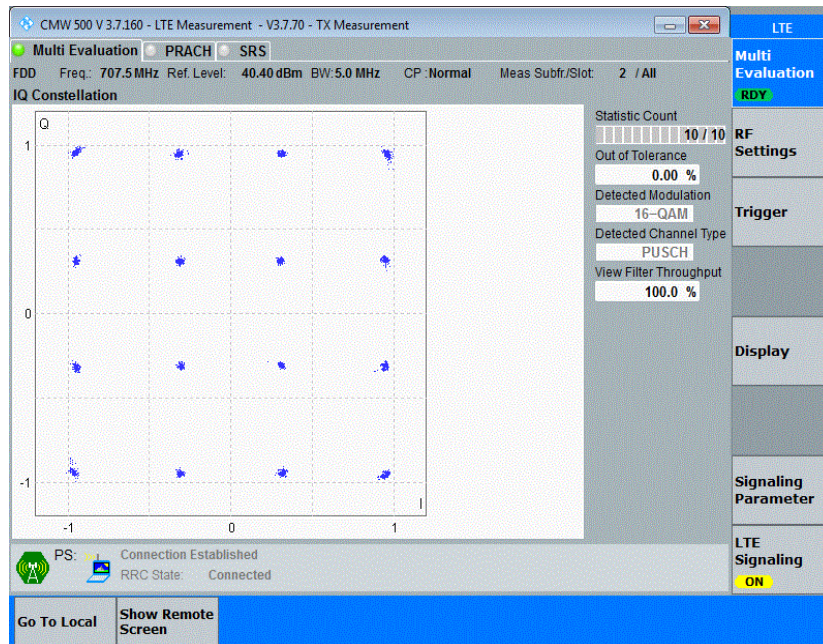 CMW 500 V 3.7.160 - LTE Measurement - V3.7.70 - TX Measurement
LTE
Multi Evaluation PRACH SRS
Multi
Evaluation
RDY
FDD Freq.: 707.5 MHz Ref. Level: 40.40 dBm BW: 5.0 MHz CP :Normal Meas Subfr./Slot: 2 / All
IQ Constellation
Q
1
0
-1
-1 0 1
I
Statistic Count
10 / 10
Out of Tolerance
0.00 %
Detected Modulation
16-QAM
Detected Channel Type
PUSCH
View Filter Throughput
100.0 %
RF
Settings
Trigger
Display
Signaling
Parameter
LTE
Signaling
ON
PS: Connection Established
RRC State: Connected
Go To Local
Show Remote
Screen